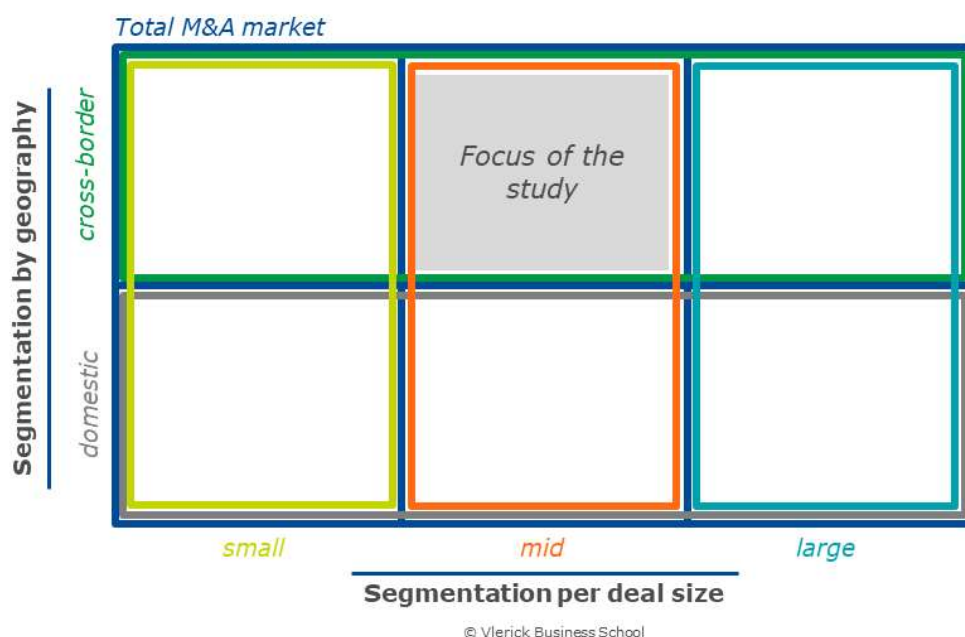 Total M&A market
Segmentation by geography
cross-border
domestic
Focus of the
study
small
mid
large
Segmentation per deal size
© Vlerick Business School